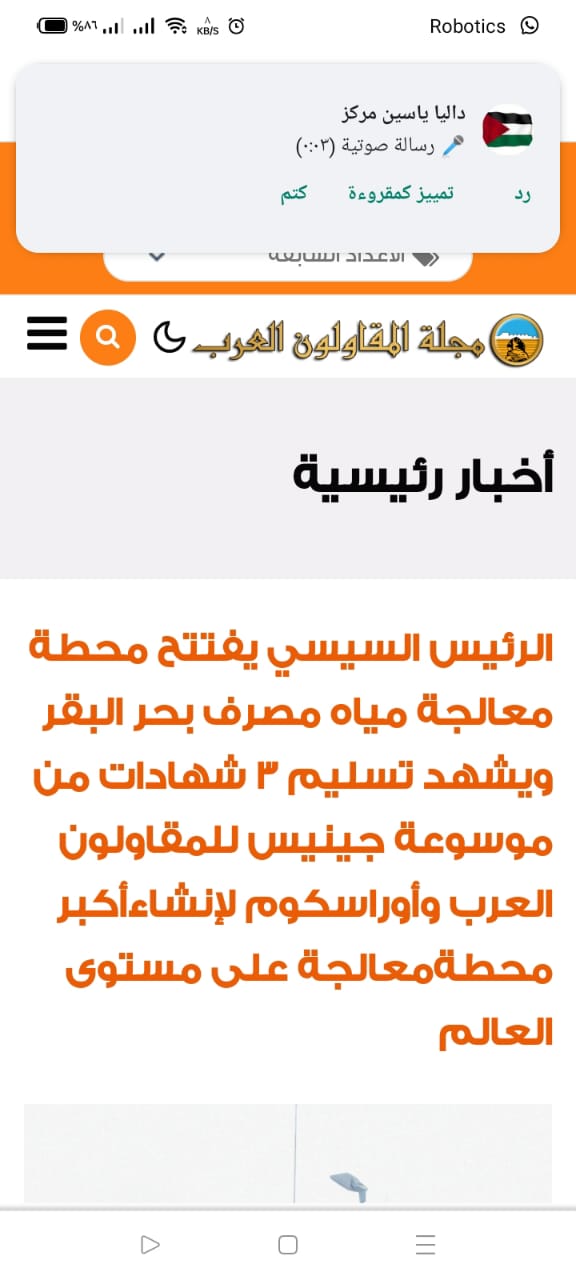 %٨٦ ٨ KB/S Robotics
داليا ياسين مركز
رسالة صوتية (٠:٠٣)
رد تمييز كمقروءة كتم
الأعداد السابقة
مجلة المقاولون العرب
أخبار رئيسية
الرئيس السيسي يفتتح محطة
معالجة مياه مصرف بحر البقر
ويشهد تسليم ٣ شهادات من
موسوعة جينيس للمقاولون
العرب وأوراسكوم لإنشاءأكبر
محطةمعالجة على مستوى
العالم